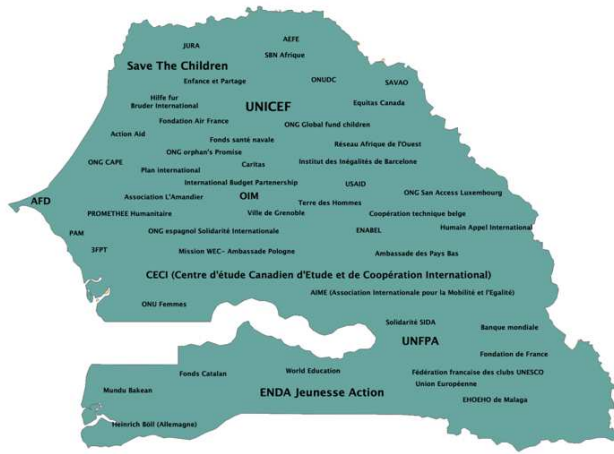 AEFE
JURA
SBN Afrique
Save The Children
Enfance et Partage
ONUDC
SAVAO
Hilfe fur
Bruder International
UNICEF
Equitas Canada
Fondation Air France
ONG Global fund children
Action Aid
Fonds santé navale
Réseau Afrique de l'Ouest
ONG orphan's Promise
ONG CAPE
Caritas
Institut des Inégalités de Barcelone
Plan international
International Budget Partenership
USAID
ONG San Access Luxembourg
AFD
Association L'Amandier
OIM
Terre des Hommes
PROMETHEE Humanitaire
Ville de Grenoble
Coopération technique belge
PAM
ONG espagnol Solidarité Internationale
ENABEL
Human Appel International
3FPT
Mission WEC- Ambassade Pologne
Ambassade des Pays Bas
CECI (Centre d'étude Canadien d'Etude et de Coopération International)
AIME (Association Internationale pour la Mobilité et l'Egalité)
ONU Femmes
Solidarité SIDA
Banque mondiale
UNFPA
Fondation de France
Fonds Catalan
World Education
Fédération francaise des clubs UNESCO
Union Européenne
Mundu Bakean
ENDA Jeunesse Action
EHOEHO de Malaga
Heinrich Böll (Allemagne)